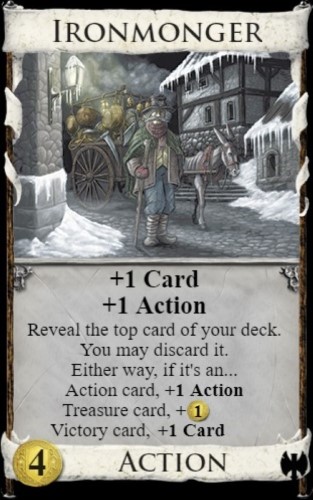 IRONMONGER
+1 Card
+1 Action
Reveal the top card of your deck.
You may discard it.
Either way, if it's an...
Action card, +1 Action
Treasure card, +1
Victory card, +1 Card
4 ACTION